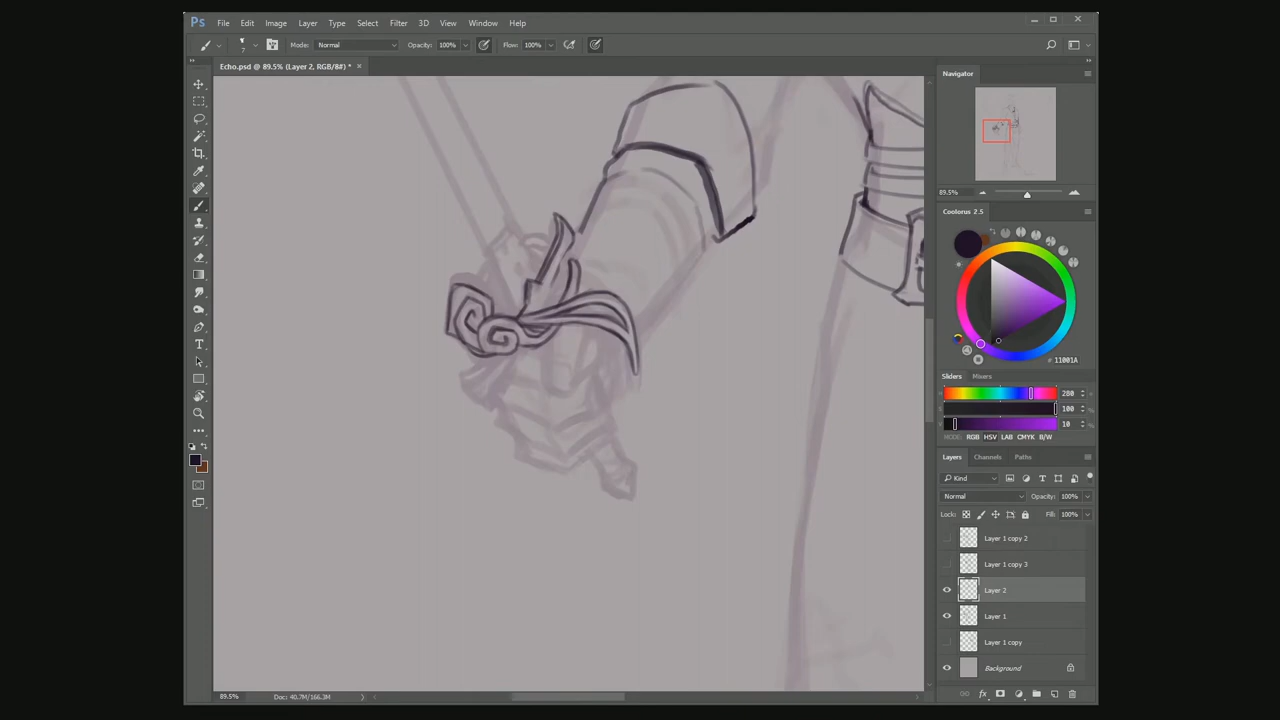 Ps File Edit Image Layer Type Select Filter 3D View Window Help
7 Mode: Normal Opacity: 100% Flow: 100%
Echo.psd @ 89.5% (Layer 2, RGB/8#) * ×
Navigator
89.5%
Coolorus 2.5
# 11001A
Sliders Mixers
H 280
S 100
V 10
MODE: RGB HSV LAB CMYK B/W
Layers Channels Paths
Kind
Normal Opacity: 100%
Lock: Fill: 100%
Layer 1 copy 2
Layer 1 copy 3
Layer 2
Layer 1
Layer 1 copy
Background
89.5% Doc: 40.7M/166.3M
fx